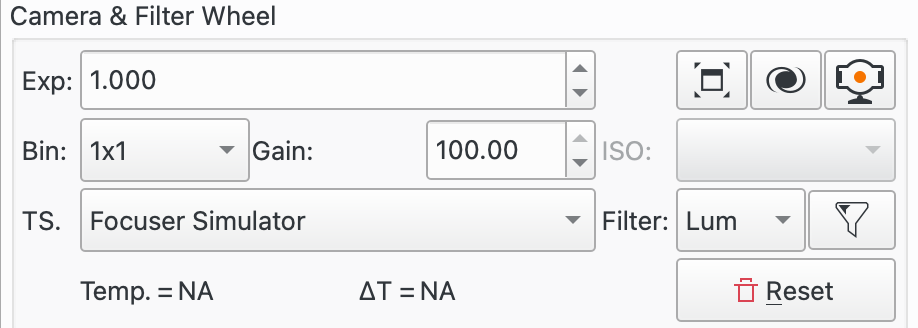 Camera & Filter Wheel
Exp: 1.000
Bin: 1x1 Gain: 100.00 ISO:
TS. Focuser Simulator Filter: Lum
Temp. = NA ΔT = NA Reset